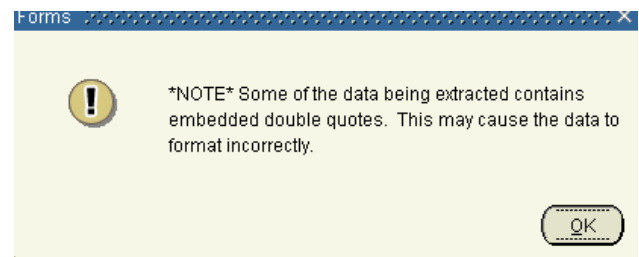 Forms
*NOTE* Some of the data being extracted contains
embedded double quotes.  This may cause the data to
format incorrectly.
OK